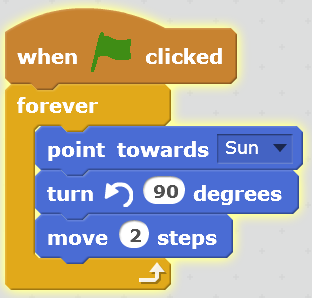 when clicked
forever
point towards Sun
turn 90 degrees
move 2 steps